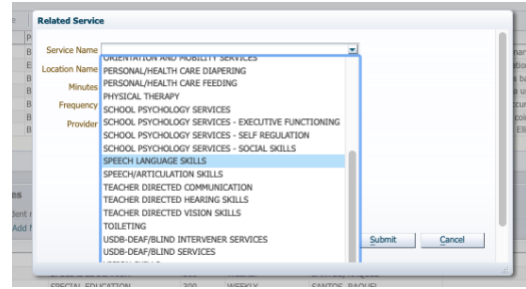 Related Service
Service Name
ORIENTATION AND MOBILITY SERVICES
Location Name
PERSONAL/HEALTH CARE DIAPERING
PERSONAL/HEALTH CARE FEEDING
Minutes
PHYSICAL THERAPY
Frequency
SCHOOL PSYCHOLOGY SERVICES
SCHOOL PSYCHOLOGY SERVICES - EXECUTIVE FUNCTIONING
Provider
SCHOOL PSYCHOLOGY SERVICES - SELF REGULATION
SCHOOL PSYCHOLOGY SERVICES - SOCIAL SKILLS
SPEECH LANGUAGE SKILLS
SPEECH/ARTICULATION SKILLS
TEACHER DIRECTED COMMUNICATION
TEACHER DIRECTED HEARING SKILLS
TEACHER DIRECTED VISION SKILLS
TOILETING
USDB-DEAF/BLIND INTERVENER SERVICES
USDB-DEAF/BLIND SERVICES
Submit
Cancel
Add
SPECIAL EDUCATION 300 WEEKLY SANTOS, RAQUEL